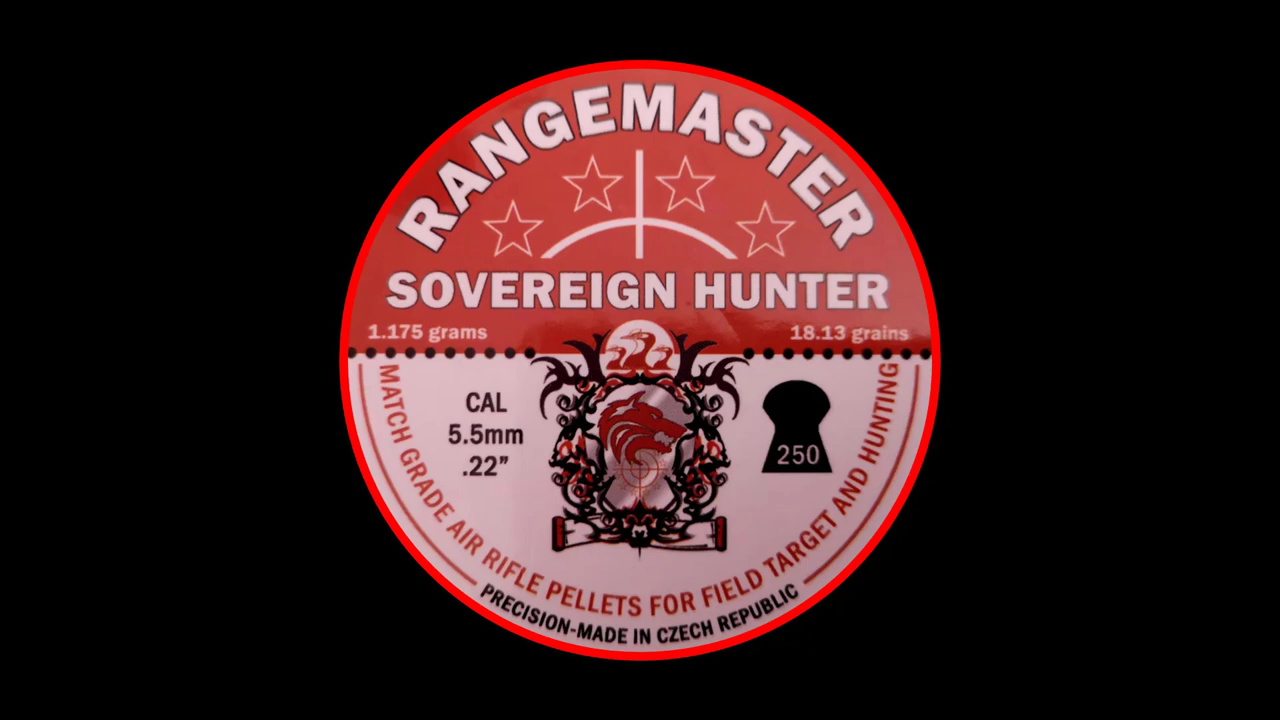 RANGEMASTER
SOVEREIGN HUNTER
1.175 grams
18.13 grains
CAL
5.5mm
.22”
250
MATCH GRADE AIR RIFLE PELLETS FOR FIELD TARGET AND HUNTING
PRECISION-MADE IN CZECH REPUBLIC